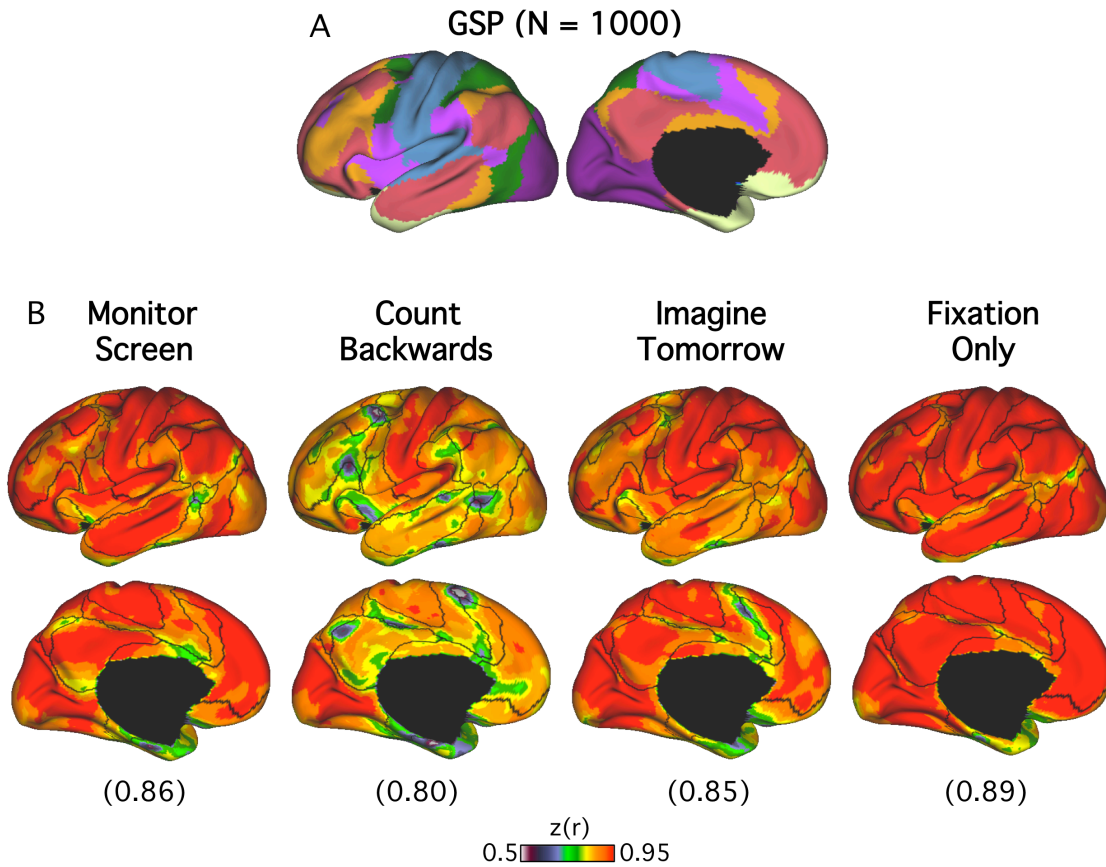 A
GSP (N = 1000)
B
Monitor
Screen
Count
Backwards
Imagine
Tomorrow
Fixation
Only
(0.86)
(0.80)
(0.85)
(0.89)
z(r)
0.5
0.95